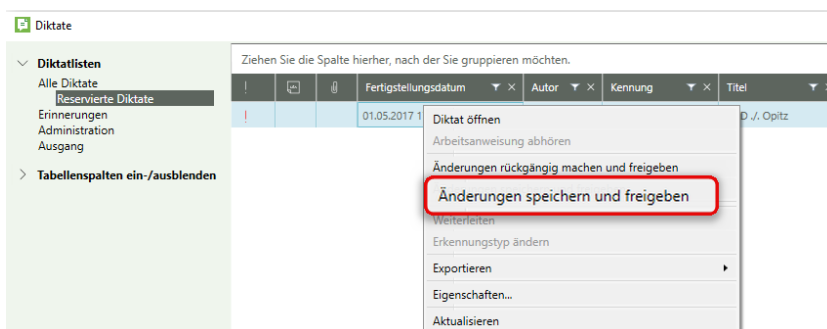 Diktate
Diktatlisten
Alle Diktate
Reservierte Diktate
Erinnerungen
Administration
Ausgang
Tabellenspalten ein-/ausblenden
Ziehen Sie die Spalte hierher, nach der Sie gruppieren möchten.
! Fertigstellungsdatum Autor Kennung Titel
! 01.05.2017 1 D ./. Opitz
Diktat öffnen
Arbeitsanweisung abhören
Änderungen rückgängig machen und freigeben
Änderungen speichern und freigeben
Weiterleiten
Erkennungstyp ändern
Exportieren
Eigenschaften...
Aktualisieren